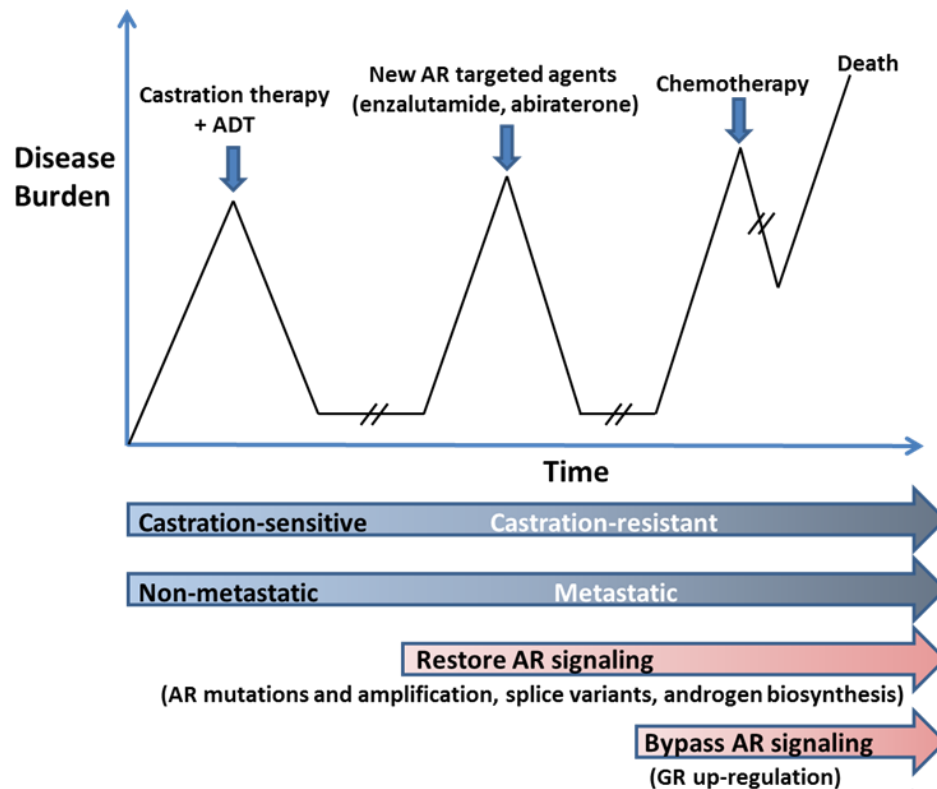 Castration therapy
+ ADT
New AR targeted agents
(enzalutamide, abiraterone)
Chemotherapy
Death
Disease
Burden
Time
Castration-sensitive Castration-resistant
Non-metastatic Metastatic
Restore AR signaling
(AR mutations and amplification, splice variants, androgen biosynthesis)
Bypass AR signaling
(GR up-regulation)